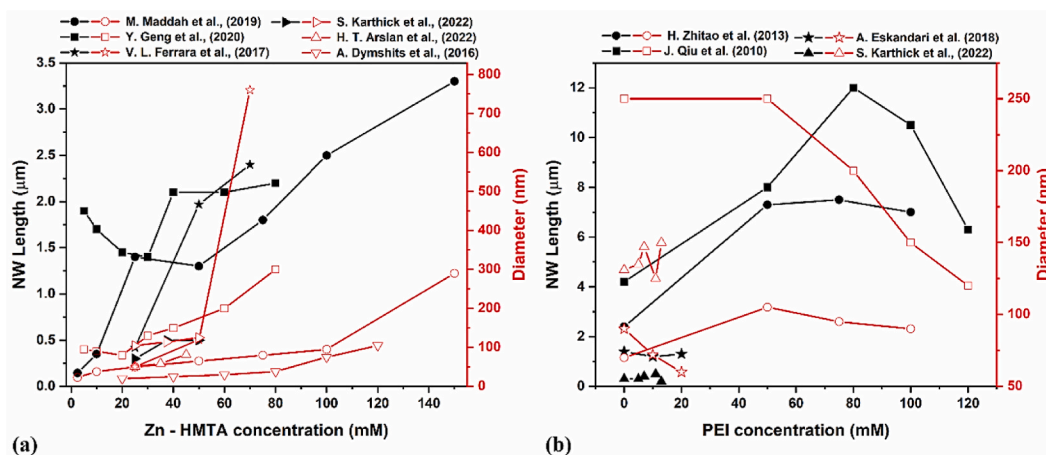 M. Maddah et al., (2019) S. Karthick et al., (2022)
Y. Geng et al., (2020) H. T. Arslan et al., (2022)
V. L. Ferrara et al., (2017) A. Dymshits et al., (2016)
3.5
3.0
2.5
2.0
1.5
1.0
0.5
0.0
NW Length (μm)
0 20 40 60 80 100 120 140
Zn - HMTA concentration (mM)
800
700
600
500
400
300
200
100
0
Diameter (nm)
(a)
H. Zhitao et al. (2013) A. Eskandari et al. (2018)
J. Qiu et al. (2010) S. Karthick et al., (2022)
12
10
8
6
4
2
0
NW Length (μm)
0 20 40 60 80 100 120
PEI concentration (mM)
250
200
150
100
50
Diameter (nm)
(b)